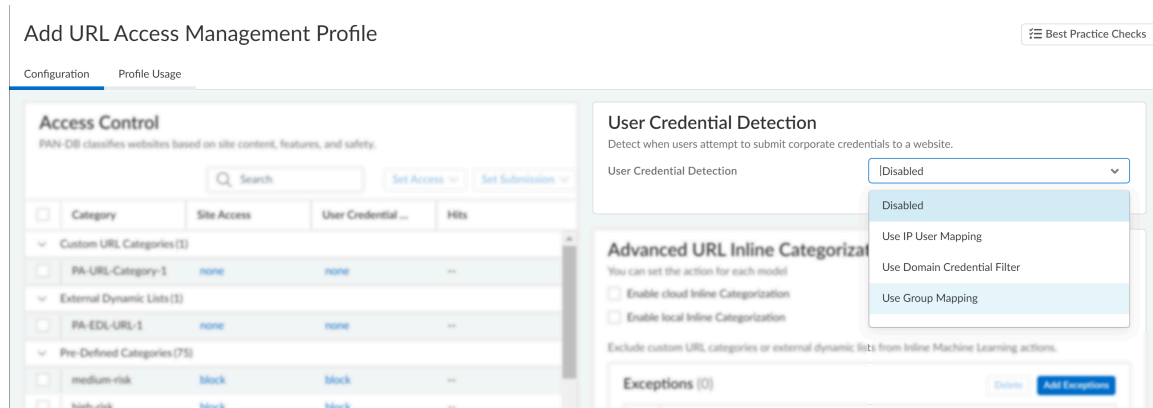 Add URL Access Management Profile
Best Practice Checks
Configuration
Profile Usage
Access Control
PAN-DB classifies websites based on site content, features, and safety.
Search
Set Access
Set Submission
Category
Site Access
User Credential ...
Hits
Custom URL Categories (1)
PA-URL-Category-1
none
none
--
External Dynamic Lists (1)
PA-EDL-URL-1
none
none
--
Pre-Defined Categories (75)
medium-risk
block
block
--
high-risk
block
block
--
User Credential Detection
Detect when users attempt to submit corporate credentials to a website.
User Credential Detection
Disabled
Disabled
Use IP User Mapping
Use Domain Credential Filter
Use Group Mapping
Advanced URL Inline Categorizat
You can set the action for each model
Enable cloud Inline Categorization
Enable local Inline Categorization
Exclude custom URL categories or external dynamic lists from Inline Machine Learning actions.
Exceptions (0)
Delete
Add Exceptions